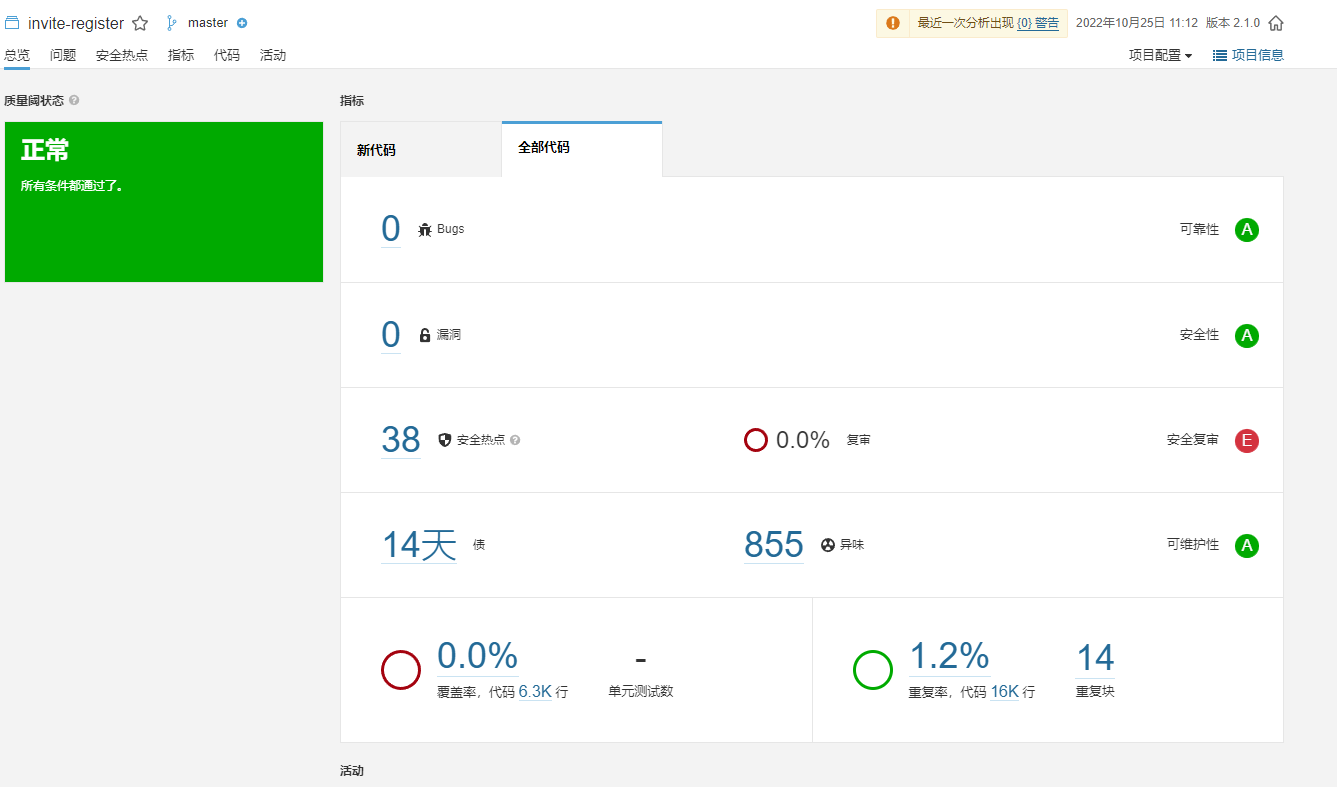 invite-register master 最近一次分析出现 {0} 警告 2022年10月25日 11:12 版本 2.1.0
总览 问题 安全热点 指标 代码 活动 项目配置 项目信息
质量阈状态 指标
正常
所有条件都通过了。
新代码 全部代码
0 Bugs 可靠性 A
0 漏洞 安全性 A
38 安全热点 0.0% 复审 安全复审 E
14天 债 855 异味 可维护性 A
0.0% - 1.2% 14
覆盖率，代码 6.3K 行 单元测试数 重复率，代码 16K 行 重复块
活动